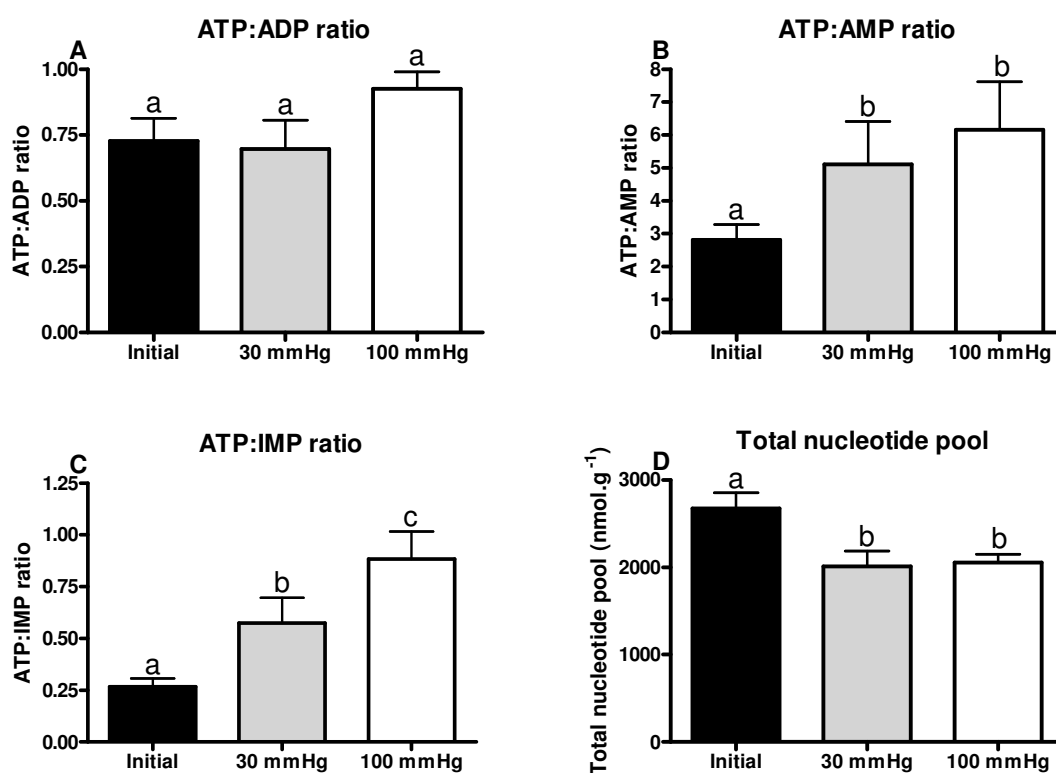 A
ATP:ADP ratio
ATP:ADP ratio
1.00
0.75
0.50
0.25
0.00
a
a
a
Initial
30 mmHg
100 mmHg
B
ATP:AMP ratio
ATP:AMP ratio
8
7
6
5
4
3
2
1
0
a
b
b
Initial
30 mmHg
100 mmHg
C
ATP:IMP ratio
ATP:IMP ratio
1.25
1.00
0.75
0.50
0.25
0.00
a
b
c
Initial
30 mmHg
100 mmHg
D
Total nucleotide pool
Total nucleotide pool (nmol.g⁻¹)
3000
2000
1000
0
a
b
b
Initial
30 mmHg
100 mmHg